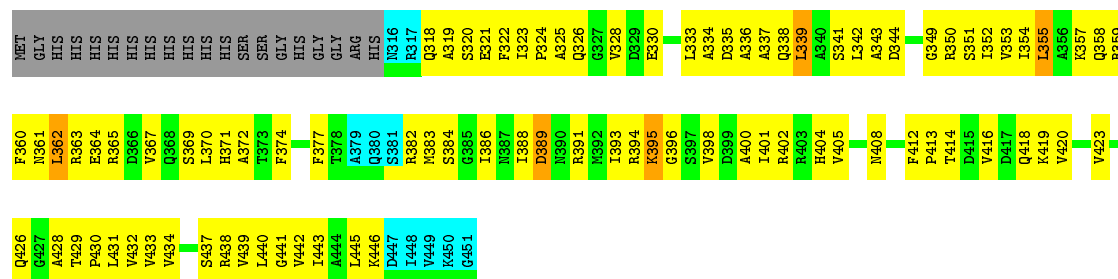 MET GLY HIS HIS HIS HIS HIS HIS HIS HIS HIS HIS SER SER GLY HIS GLY GLY ARG HIS N316 R317 Q318 A319 S320 E321 F322 I323 P324 A325 Q326 G327 V328 D329 E330 L333 A334 D335 A336 A337 Q338 L339 A340 S341 L342 A343 D344 G349 R350 S351 I352 V353 I354 L355 A356 K357 Q358
F360 N361 L362 R363 E364 R365 D366 V367 Q368 S369 L370 H371 A372 T373 F374 F377 T378 A379 Q380 S381 R382 M383 S384 G385 I386 N387 I388 D389 N390 R391 M392 I393 R394 K395 G396 S397 V398 D399 A400 I401 R402 R403 H404 V405 N408 F412 P413 T414 D415 V416 D417 Q418 K419 V420 V423
Q426 G427 A428 T429 P430 L431 V432 V433 V434 S437 R438 V439 L440 G441 V442 I443 A444 L445 K446 D447 I448 V449 K450 G451